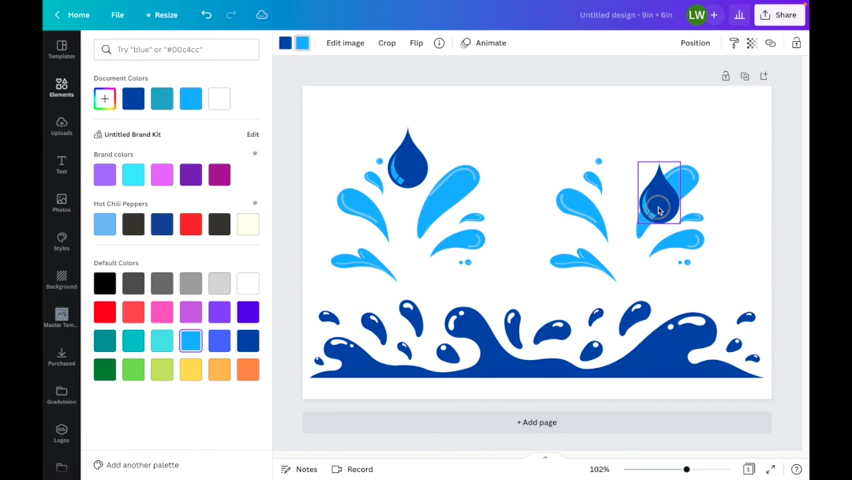 Home
File
Resize
Untitled design - 9in × 6in
LW
Share
Templates
Elements
Uploads
Text
Photos
Styles
Background
Master Tem...
Purchased
Gradutaion
Logos
Try "blue" or "#00c4cc"
Document Colors
Untitled Brand Kit
Edit
Brand colors
Hot Chili Peppers
Default Colors
Add another palette
Edit image
Crop
Flip
Animate
Position
+ Add page
Notes
Record
102%
1